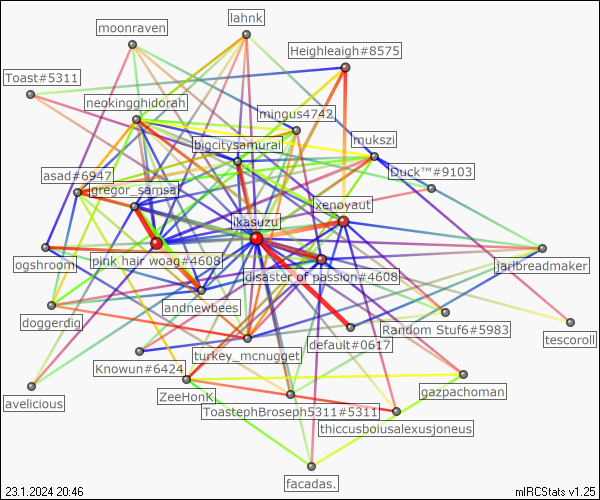 lahnk
moonraven
Heighleaigh#8575
Toast#5311
neokingghidorah
mingus4742
mukszi
bigcitysamurai
Duck™#9103
asad#6947
gregor_samsa
xenoyaut
ikasuzu
ogshroom
pink hair woag#4608
jarlbreadmaker
disaster of passion#4608
andnewbees
doggerdig
Random Stuf6#5983
tescoroll
default#0617
turkey_mcnugget
Knowun#6424
gazpachoman
ZeeHonK
avelicious
ToastephBroseph5311#5311
thiccusboiusalexusjoneus
facadas.
23.1.2024 20:46
mIRCStats v1.25